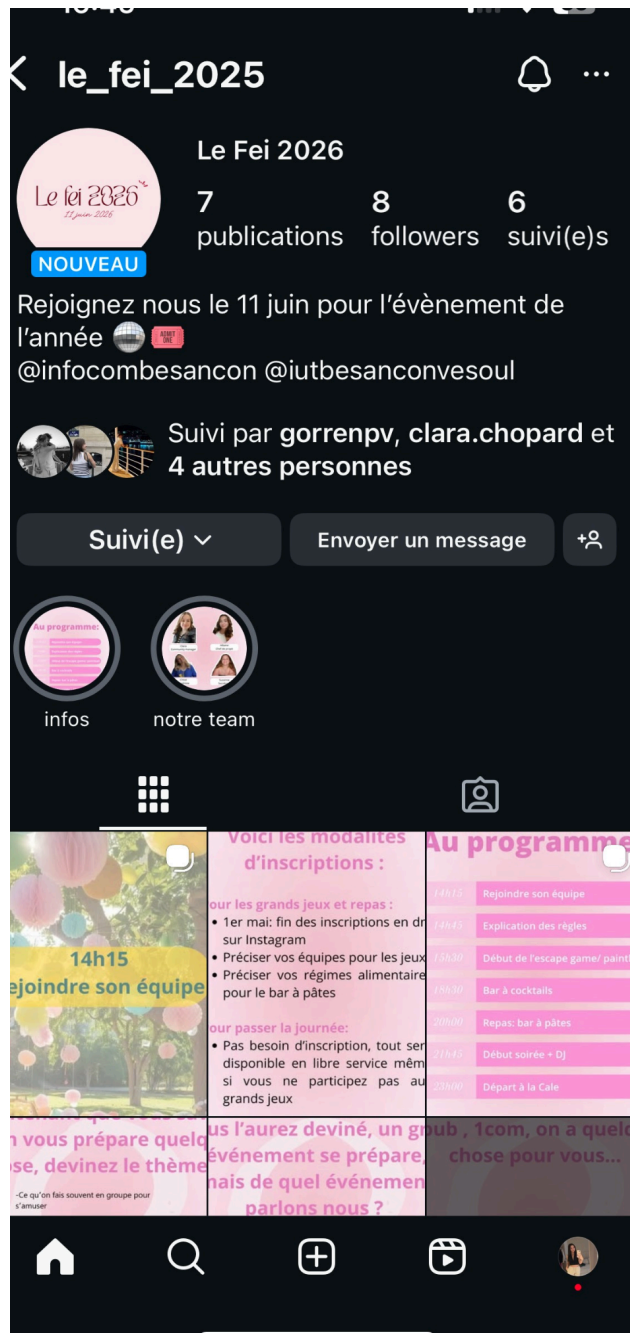 le_fei_2025
Le Fei 2026
Le fei 2026
11 juin 2026
NOUVEAU
7
8
6
publications
followers
suivi(e)s
Rejoignez nous le 11 juin pour l'évènement de
l'année
@infocombesancon @iutbesanconvesoul
Suivi par gorrenpv, clara.chopard et
4 autres personnes
Suivi(e)
Envoyer un message
Au programme:
infos
notre team
14h15
ejoindre son équipe
Voici les modalités
d'inscriptions :
our les grands jeux et repas :
• 1er mai: fin des inscriptions en dr
sur Instagram
• Préciser vos équipes pour les jeux
• Préciser vos régimes alimentaire
pour le bar à pâtes
our passer la journée:
• Pas besoin d'inscription, tout ser
disponible en libre service mêm
si vous ne participez pas au
grands jeux
Au programme
14h15 Rejoindre son équipe
14h45 Explication des règles
15h30 Début de l'escape game/ paintl
18h30 Bar à cocktails
20h00 Repas: bar à pâtes
21h45 Début soirée + DJ
23h00 Départ à la Cale
n vous prépare quelq
se, devinez le thème
-Ce qu'on fais souvent en groupe pour
s'amuser
us l'aurez deviné, un g
événement se prépare,
nais de quel événemen
parlons nous ?
pub , 1com, on a quelq
chose pour vous...